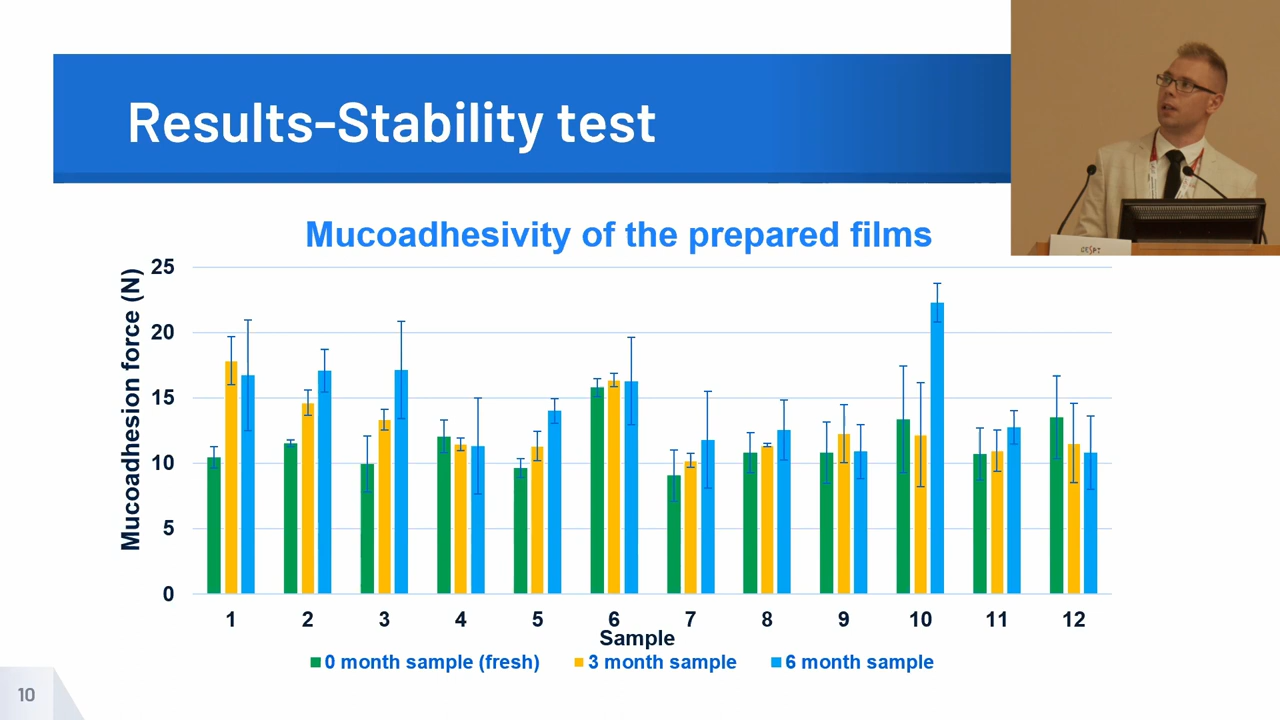 Results-Stability test
Mucoadhesivity of the prepared films
Mucoadhesion force (N)
25
20
15
10
5
0
1 2 3 4 5 6 7 8 9 10 11 12
Sample
0 month sample (fresh) 3 month sample 6 month sample
10